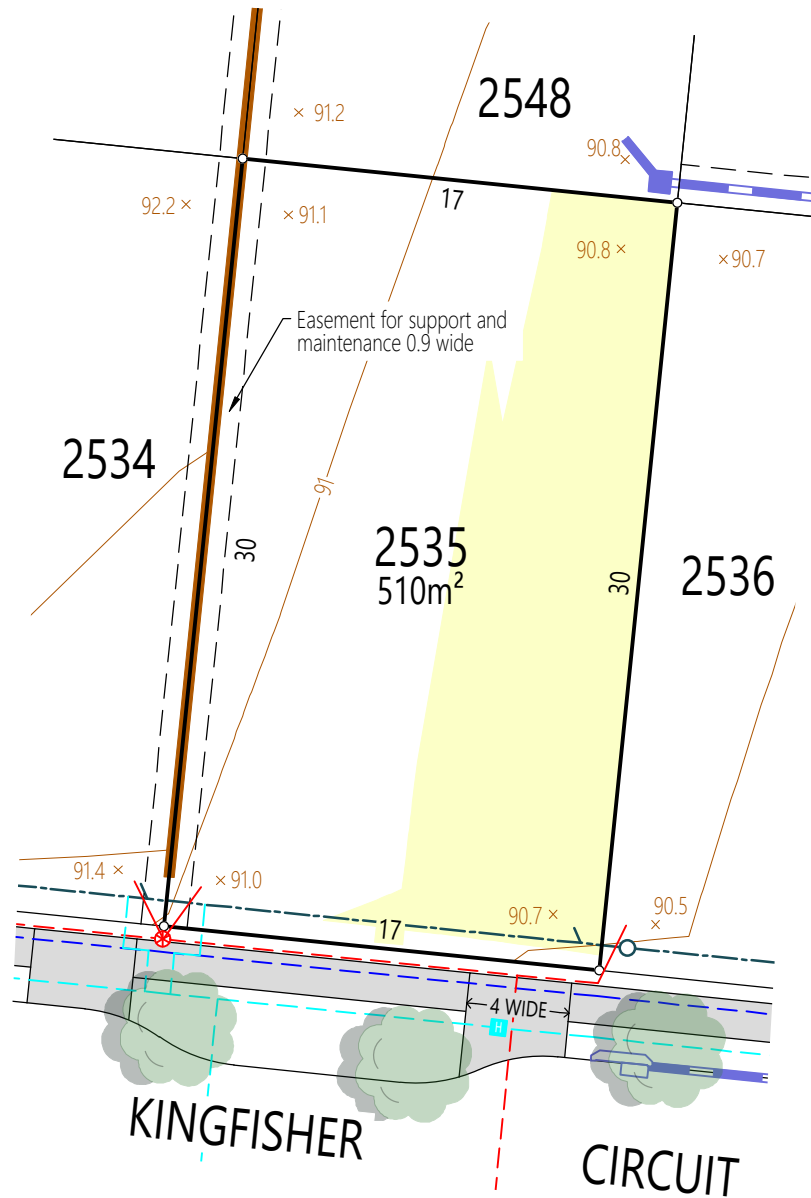 2548
× 91.2
90.8 ×
92.2 ×
× 91.1
17
90.8 ×
× 90.7
Easement for support and
maintenance 0.9 wide
2534
91
30
2535
510m²
30
2536
91.4 ×
× 91.0
17
90.7 ×
90.5
×
4 WIDE
H
KINGFISHER
CIRCUIT